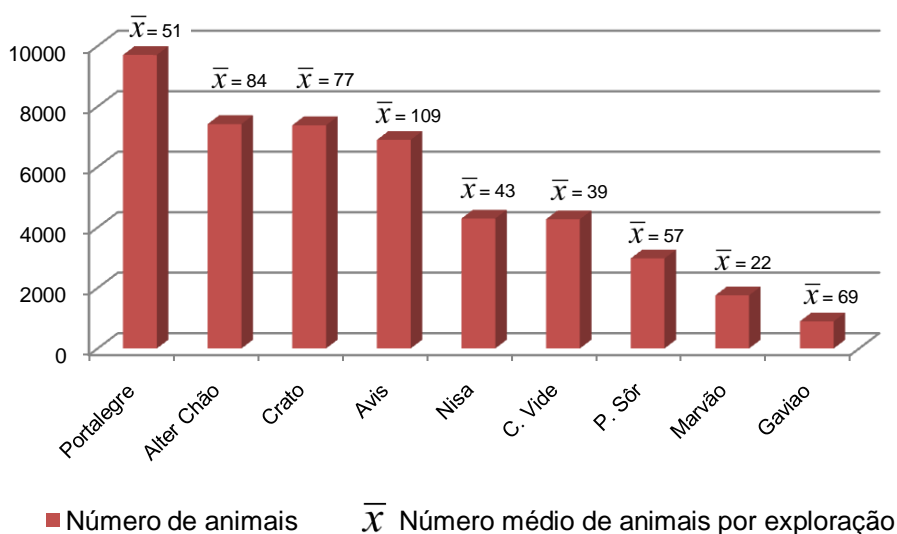 x̅ = 51
10000
x̅ = 84
x̅ = 77
8000
x̅ = 109
6000
x̅ = 43
x̅ = 39
4000
x̅ = 57
x̅ = 22
2000
x̅ = 69
0
Portalegre
Alter Chão
Crato
Avis
Nisa
C. Vide
P. Sôr
Marvão
Gaviao
Número de animais
x̅ Número médio de animais por exploração